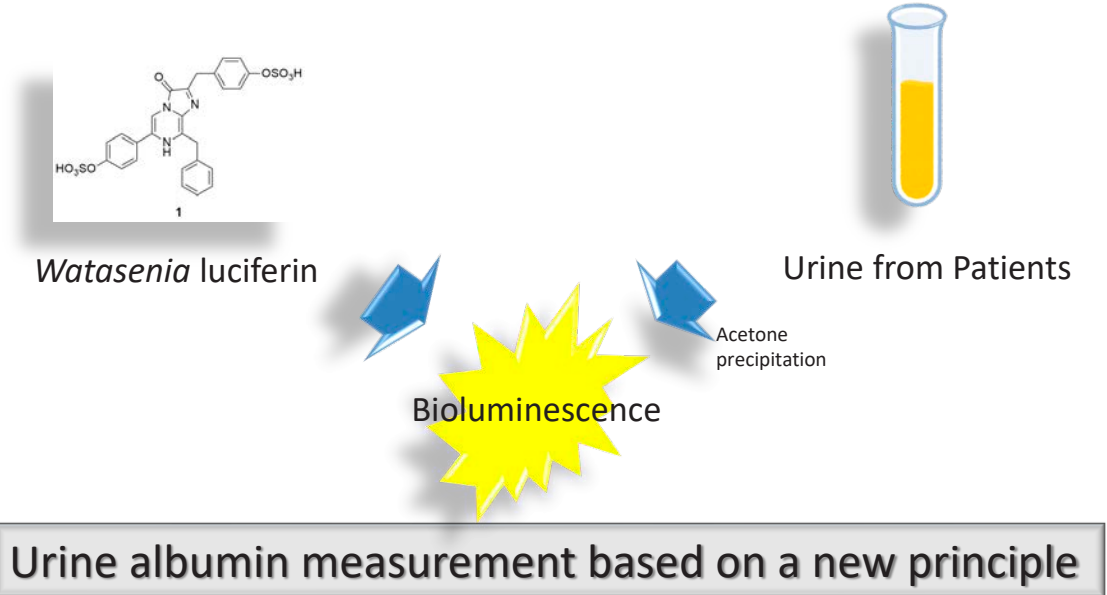 O
OSO₃H
N
N
N
H
HO₃SO
1
Watasenia luciferin
Urine from Patients
Acetone
precipitation
Bioluminescence
Urine albumin measurement based on a new principle